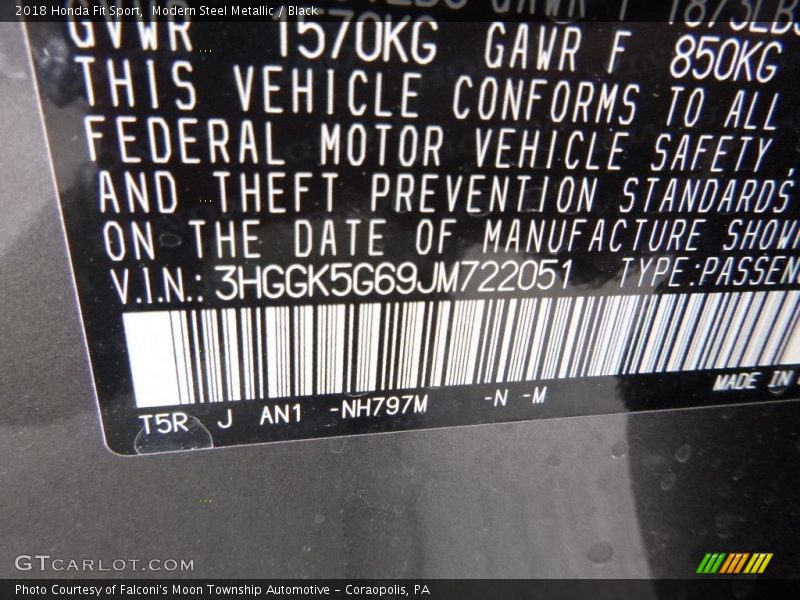 2018 Honda Fit Sport, Modern Steel Metallic / Black
GVWR 1570KG GAWR F 850KG
THIS VEHICLE CONFORMS TO ALL
FEDERAL MOTOR VEHICLE SAFETY,
AND THEFT PREVENTION STANDARDS
ON THE DATE OF MANUFACTURE SHOWN
V.I.N.: 3HGGK5G69JM722051 TYPE:PASSEN
MADE IN
T5R J AN1 -NH797M -N -M
GTCARLOT.COM
Photo Courtesy of Falconi's Moon Township Automotive - Coraopolis, PA